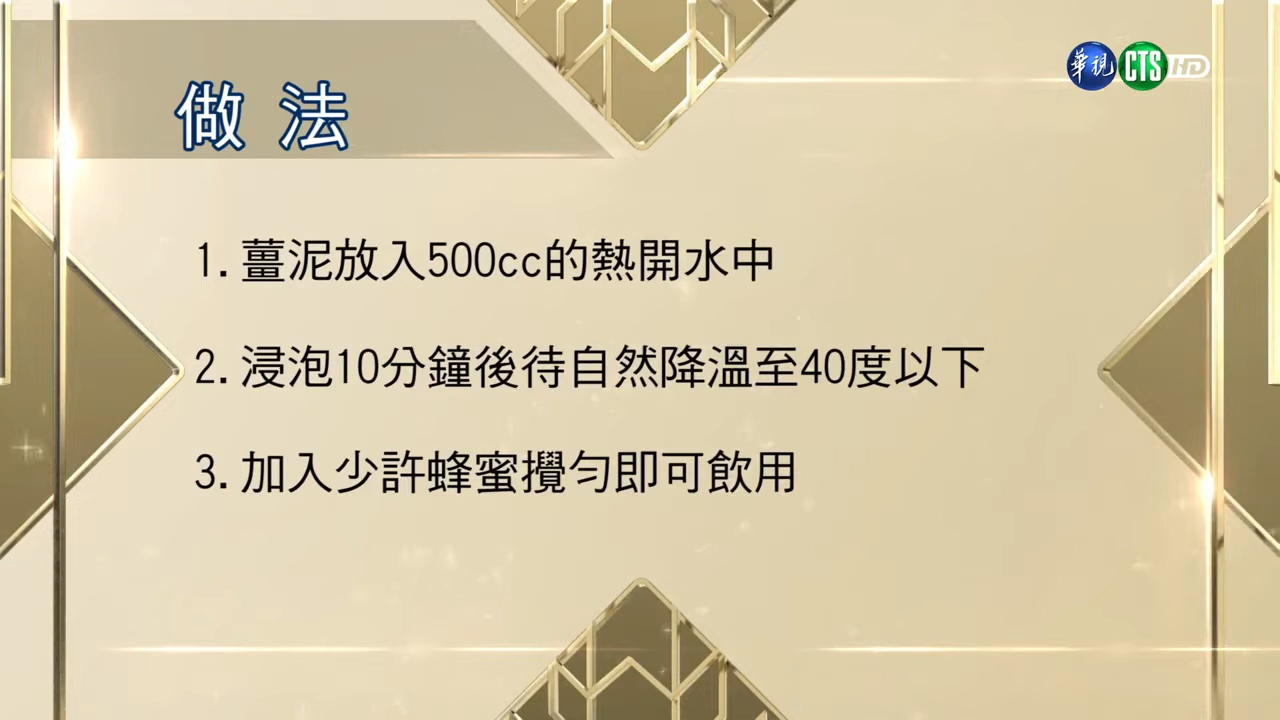 華視 CTS HD
做法
1.薑泥放入500cc的熱開水中
2.浸泡10分鐘後待自然降溫至40度以下
3.加入少許蜂蜜攪勻即可飲用